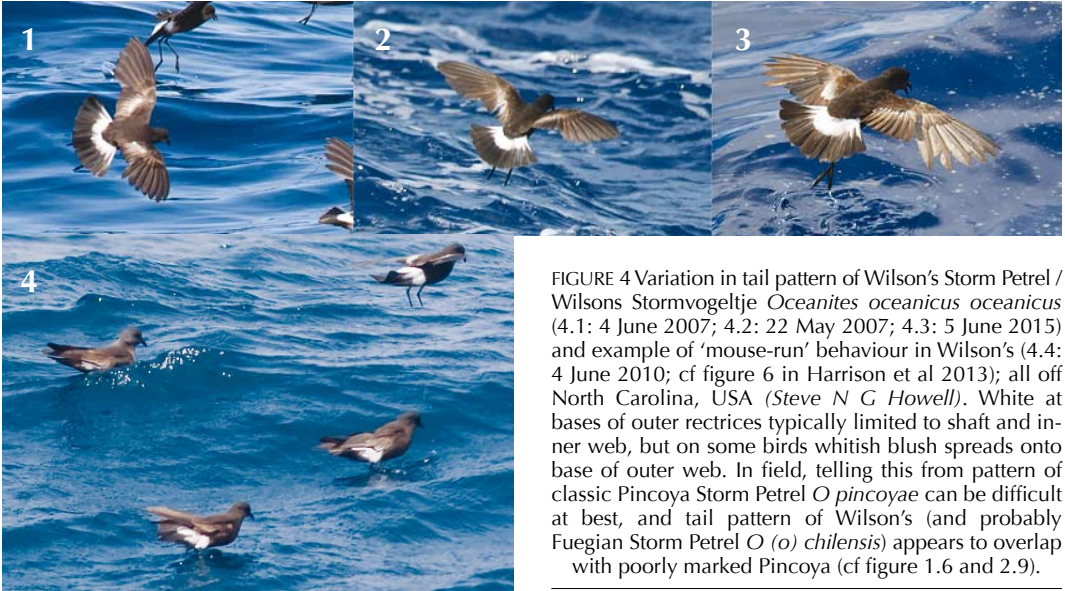 1
2
3
4
FIGURE 4 Variation in tail pattern of Wilson's Storm Petrel /
Wilsons Stormvogeltje Oceanites oceanicus oceanicus
(4.1: 4 June 2007; 4.2: 22 May 2007; 4.3: 5 June 2015)
and example of 'mouse-run' behaviour in Wilson's (4.4:
4 June 2010; cf figure 6 in Harrison et al 2013); all off
North Carolina, USA (Steve N G Howell). White at
bases of outer rectrices typically limited to shaft and in-
ner web, but on some birds whitish blush spreads onto
base of outer web. In field, telling this from pattern of
classic Pincoya Storm Petrel O pincoyae can be difficult
at best, and tail pattern of Wilson's (and probably
Fuegian Storm Petrel O (o) chilensis) appears to overlap
with poorly marked Pincoya (cf figure 1.6 and 2.9).